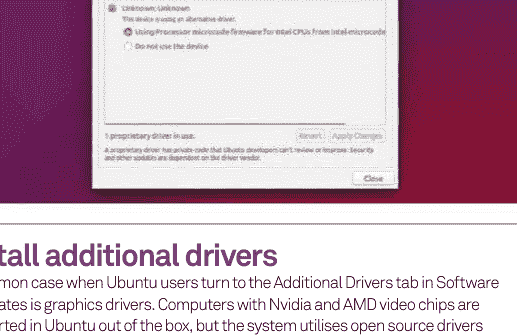 Unknown: Unknown
This device is using an alternative driver.
Using Processor microcode firmware for Intel CPUs from intel-microcode
Do not use the device
1 proprietary driver in use.
Revert
Apply Changes
A proprietary driver has private code that Ubuntu developers can't review or improve. Security
and other updates are dependent on the driver vendor.
Close
tall additional drivers
mon case when Ubuntu users turn to the Additional Drivers tab in Software
ates is graphics drivers. Computers with Nvidia and AMD video chips are
rted in Ubuntu out of the box, but the system utilises open source drivers